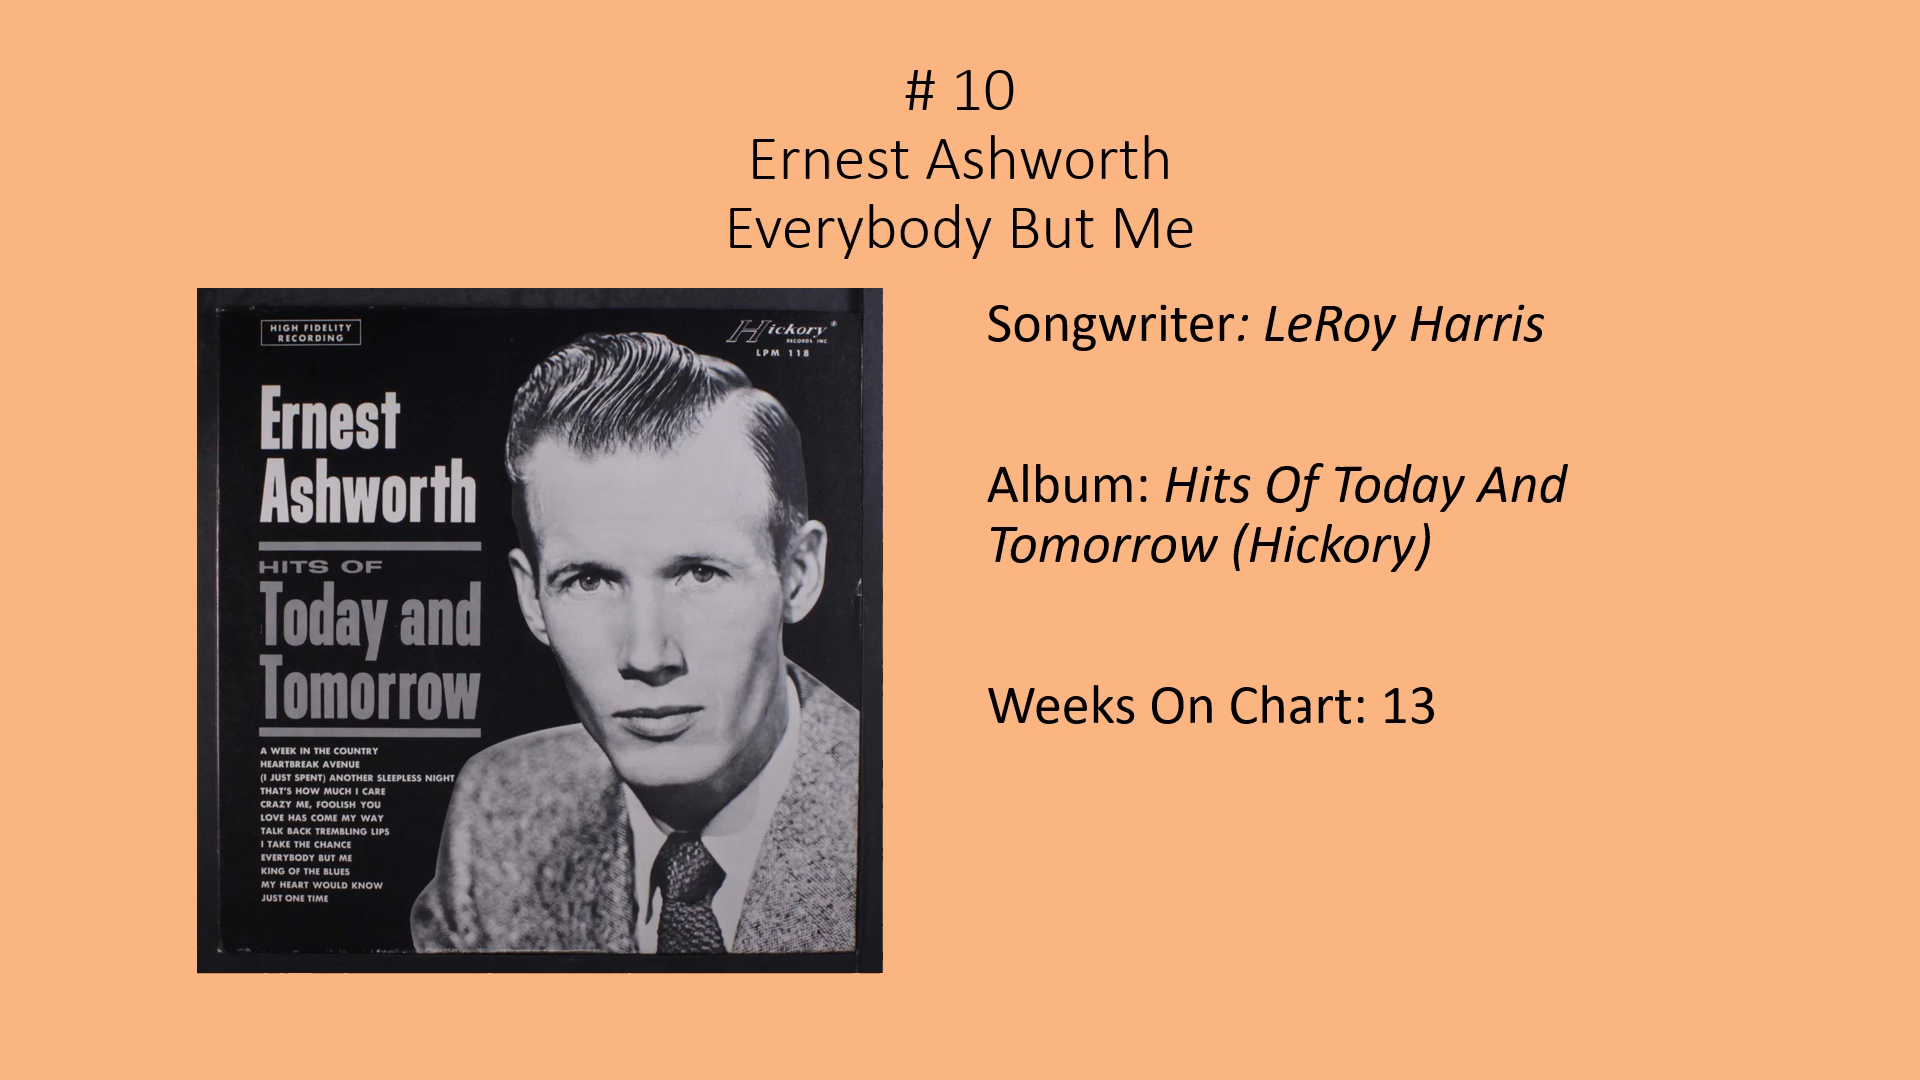 # 10
Ernest Ashworth
Everybody But Me
HIGH FIDELITY
RECORDING
Hickory ®
RECORDS INC
LPM 118
Ernest
Ashworth
HITS OF
Today and
Tomorrow
A WEEK IN THE COUNTRY
HEARTBREAK AVENUE
(I JUST SPENT) ANOTHER SLEEPLESS NIGHT
THAT'S HOW MUCH I CARE
CRAZY ME, FOOLISH YOU
LOVE HAS COME MY WAY
TALK BACK TREMBLING LIPS
I TAKE THE CHANCE
EVERYBODY BUT ME
KING OF THE BLUES
MY HEART WOULD KNOW
JUST ONE TIME
Songwriter: LeRoy Harris
Album: Hits Of Today And
Tomorrow (Hickory)
Weeks On Chart: 13